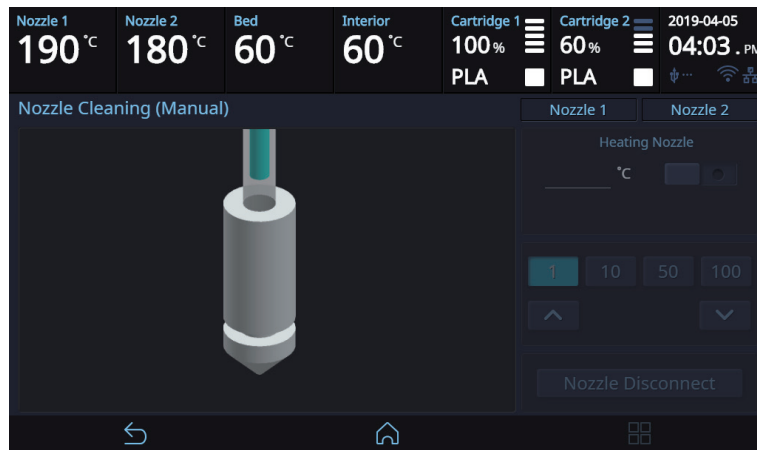 Nozzle 1 Nozzle 2 Bed Interior Cartridge 1 Cartridge 2 2019-04-05
190 °C 180 °C 60 °C 60 °C 100 % 60 % 04:03 . PM
PLA PLA
Nozzle Cleaning (Manual) Nozzle 1 Nozzle 2
Heating Nozzle
°C
1 10 50 100
Nozzle Disconnect